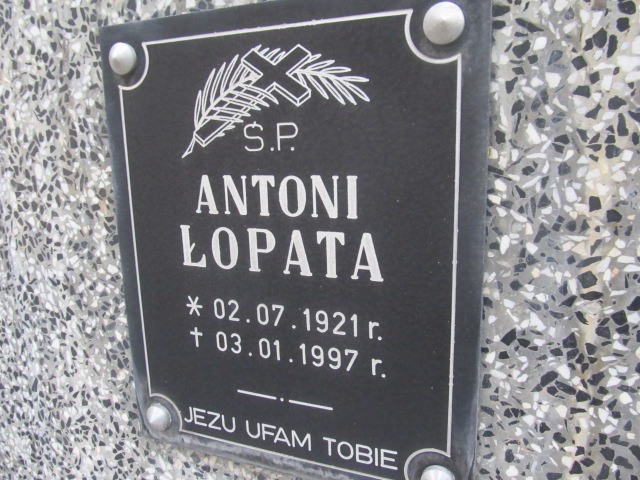 Ś.P.
ANTONI
ŁOPATA
* 02.07.1921 r.
† 03.01.1997 r.
JEZU UFAM TOBIE